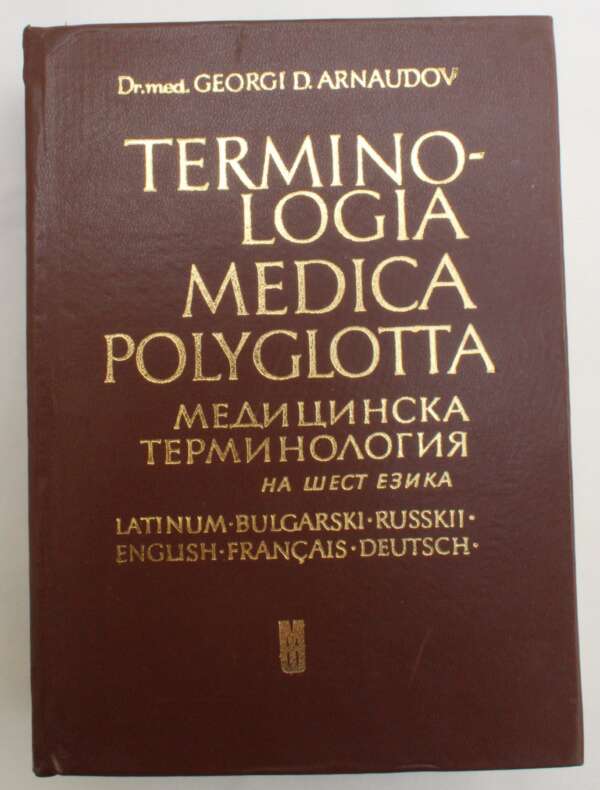 Dr. med. GEORGI D. ARNAUDOV
TERMINO-
LOGIA
MEDICA
POLYGLOTTA
МЕДИЦИНСКА
ТЕРМИНОЛОГИЯ
НА ШЕСТ ЕЗИКА
LATINUM · BULGARSKI · RUSSKII ·
ENGLISH · FRANÇAIS · DEUTSCH ·